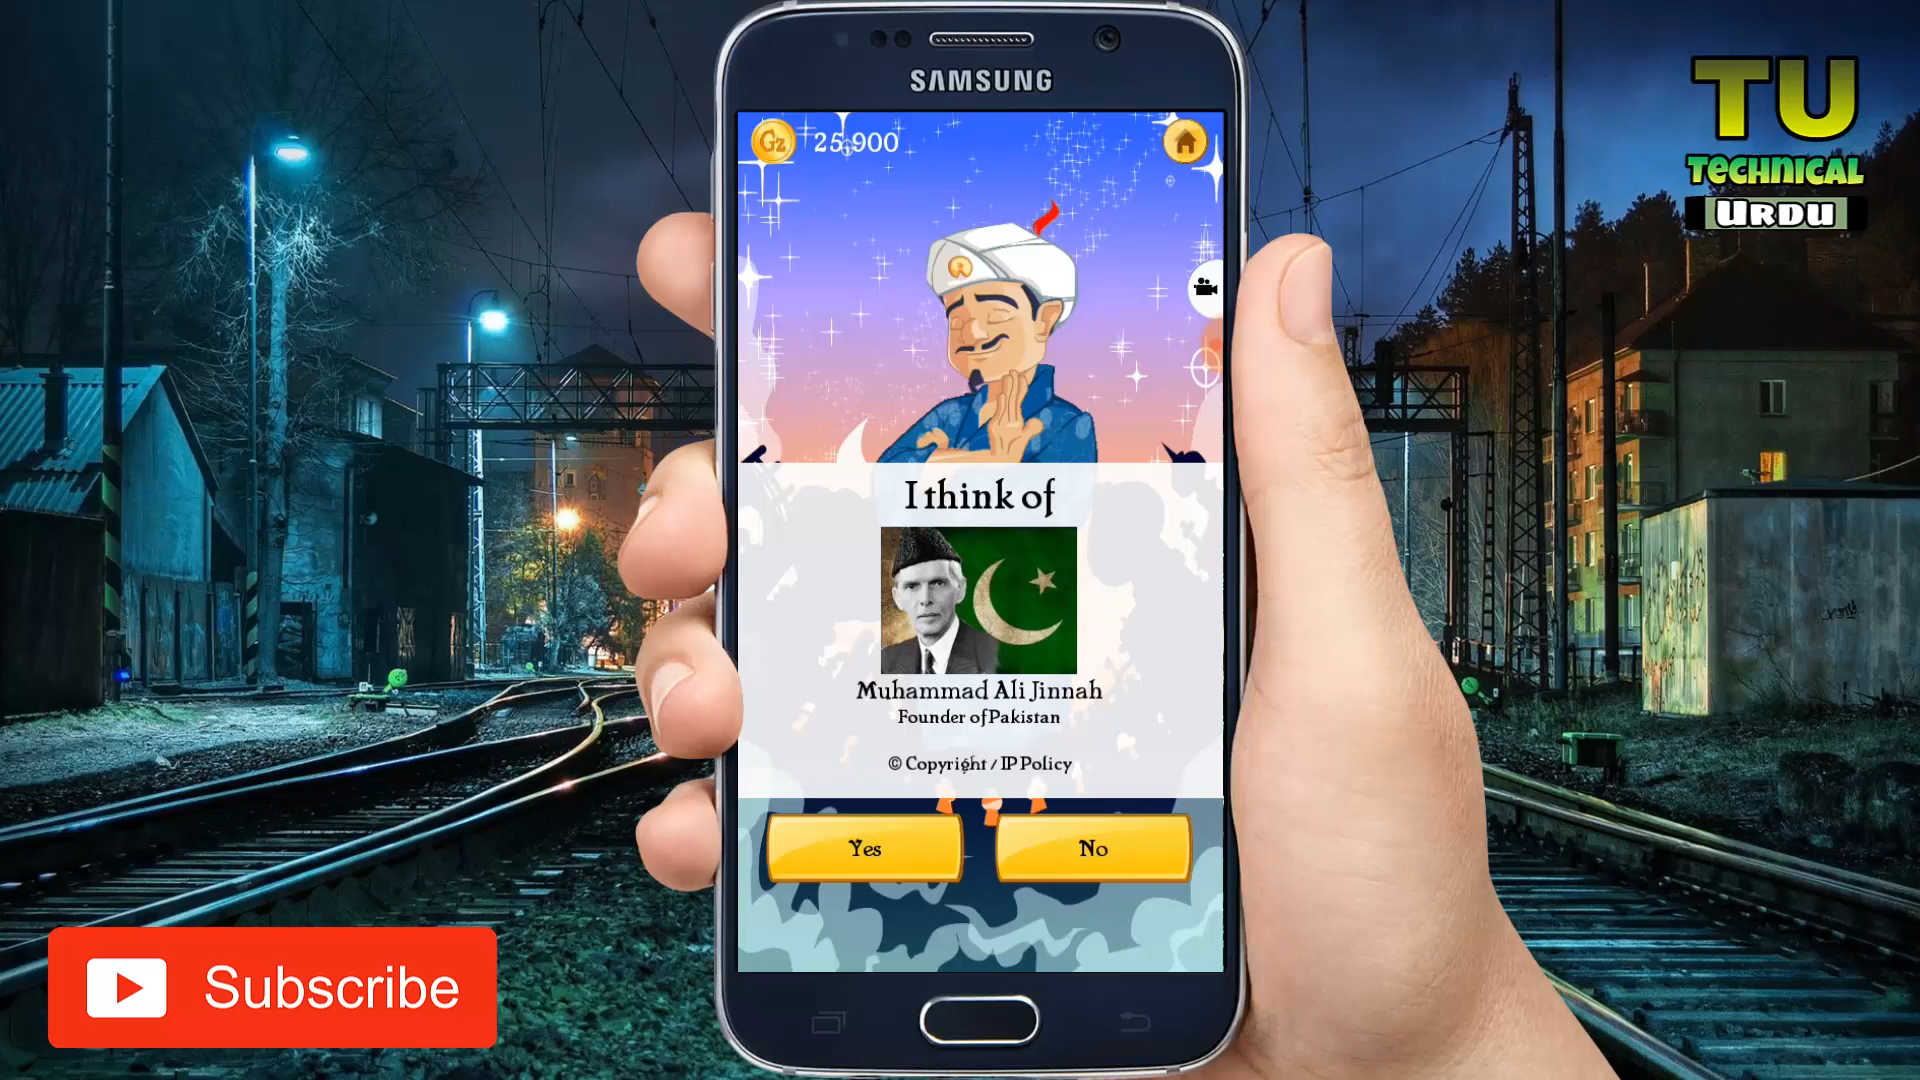 SAMSUNG
Gz 25,900
I think of
Muhammad Ali Jinnah
Founder of Pakistan
© Copyright / IP Policy
Yes
No
TU
TECHNICAL
URDU
Subscribe